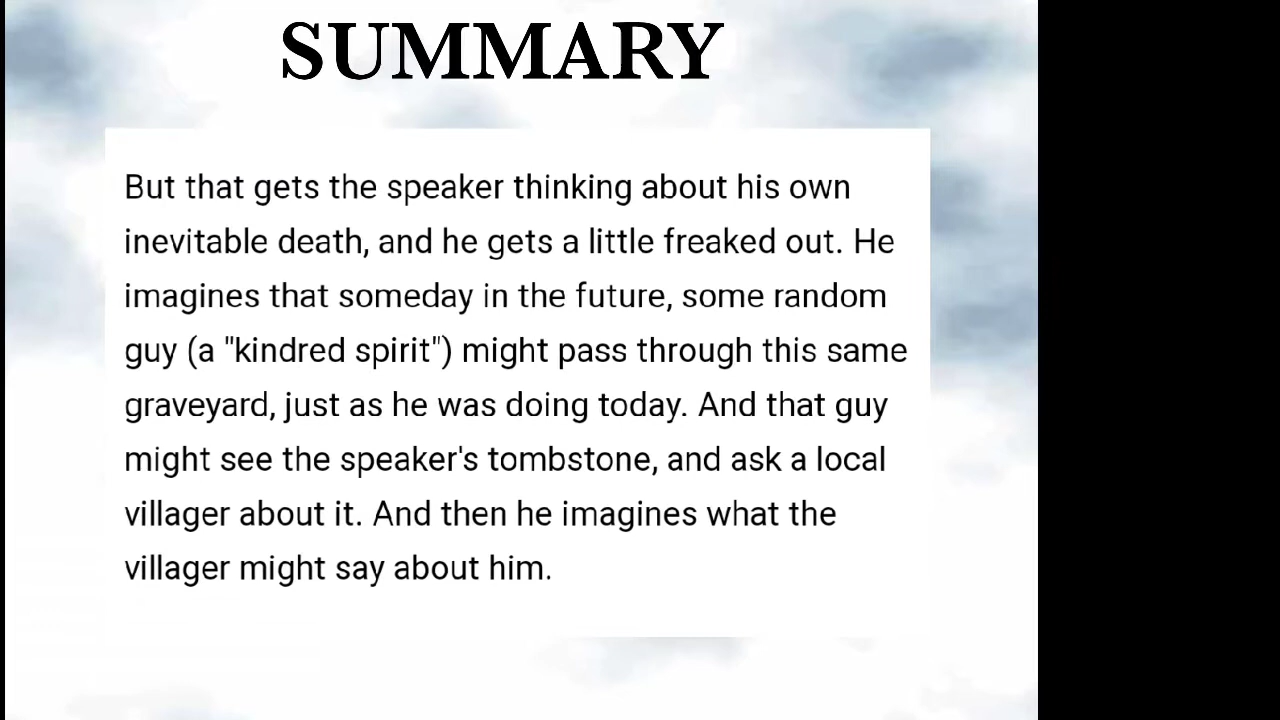 SUMMARY
But that gets the speaker thinking about his own
inevitable death, and he gets a little freaked out. He
imagines that someday in the future, some random
guy (a "kindred spirit") might pass through this same
graveyard, just as he was doing today. And that guy
might see the speaker's tombstone, and ask a local
villager about it. And then he imagines what the
villager might say about him.